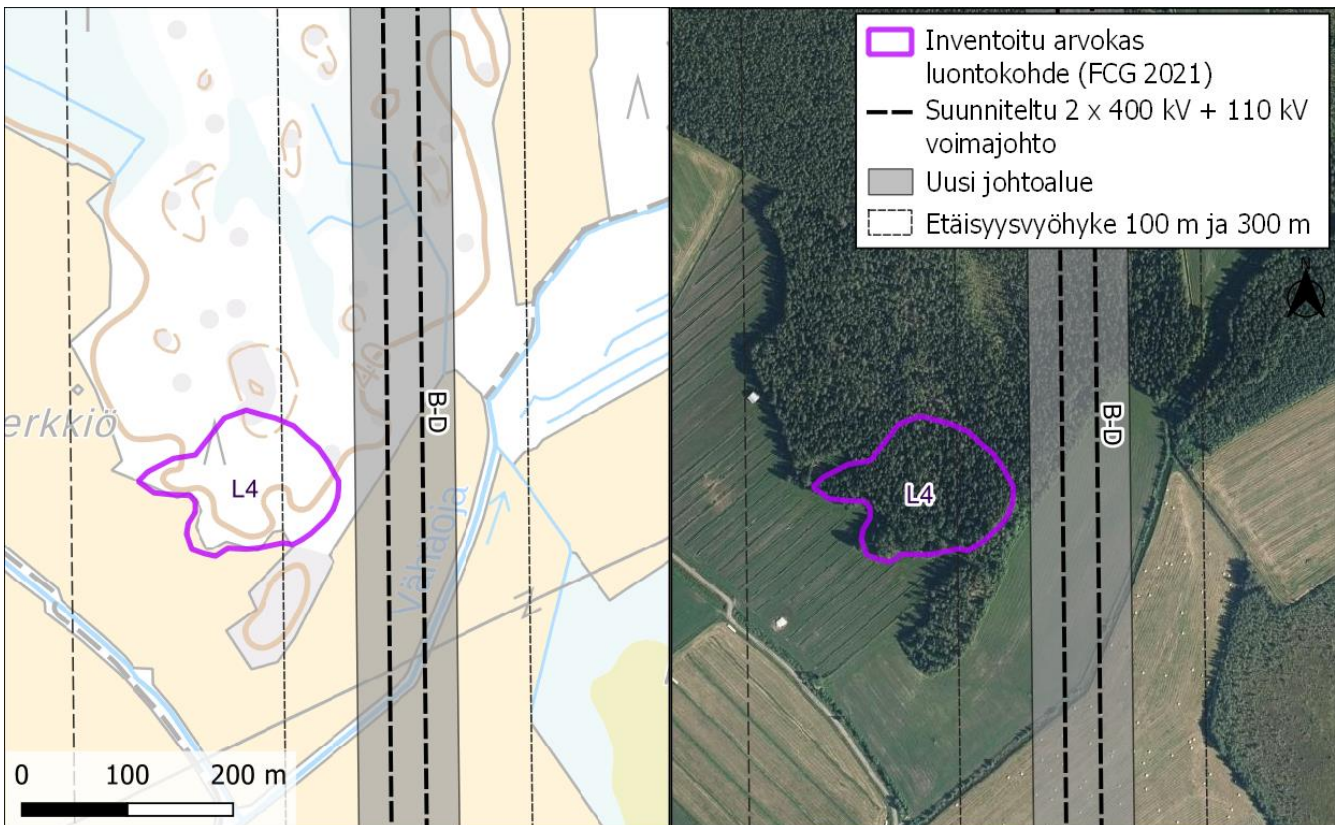 Inventoitu arvokas
luontokohde (FCG 2021)
Suunniteltu 2 x 400 kV + 110 kV
voimajohto
Uusi johtoalue
Etäisyysvyöhyke 100 m ja 300 m
N
40
erkkiö
B-D
L4
Vähäoja
0 100 200 m
B-D
L4